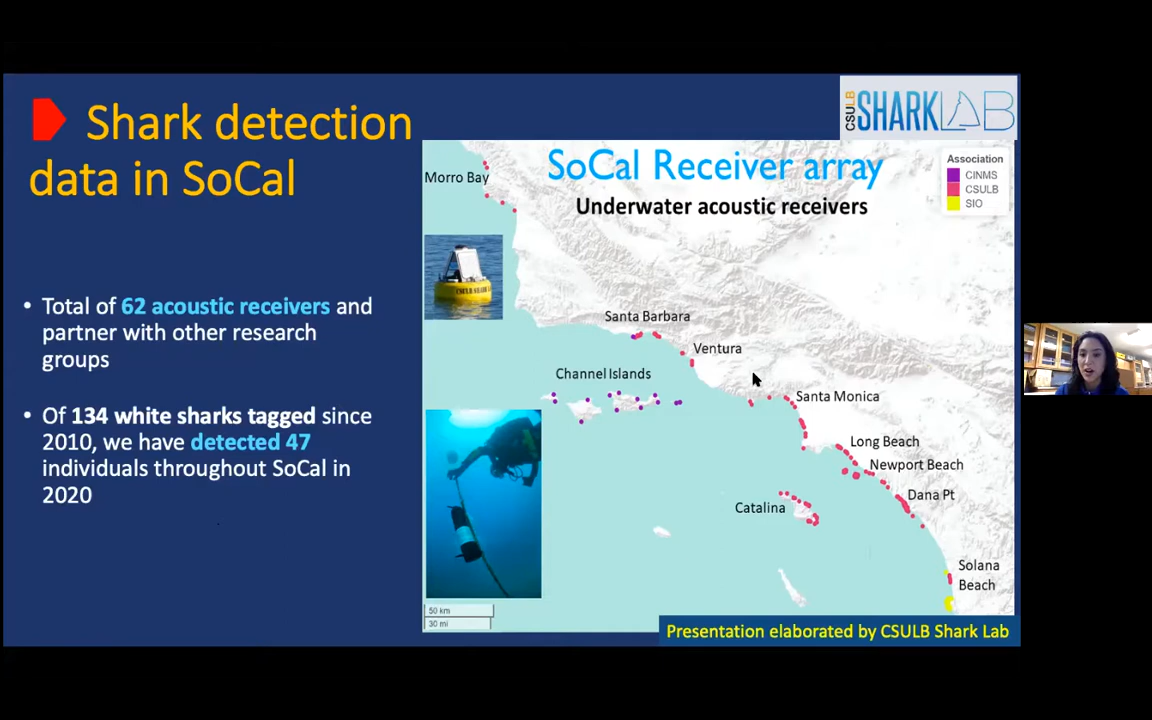 Shark detection
data in SoCal
• Total of 62 acoustic receivers and
partner with other research
groups
• Of 134 white sharks tagged since
2010, we have detected 47
individuals throughout SoCal in
2020
CSULB SHARKLAB
SoCal Receiver array
Underwater acoustic receivers
Association
CINMS
CSULB
SIO
Morro Bay
Santa Barbara
Ventura
Channel Islands
Santa Monica
Long Beach
Newport Beach
Dana Pt
Catalina
Solana
Beach
50 km
30 mi
Presentation elaborated by CSULB Shark Lab